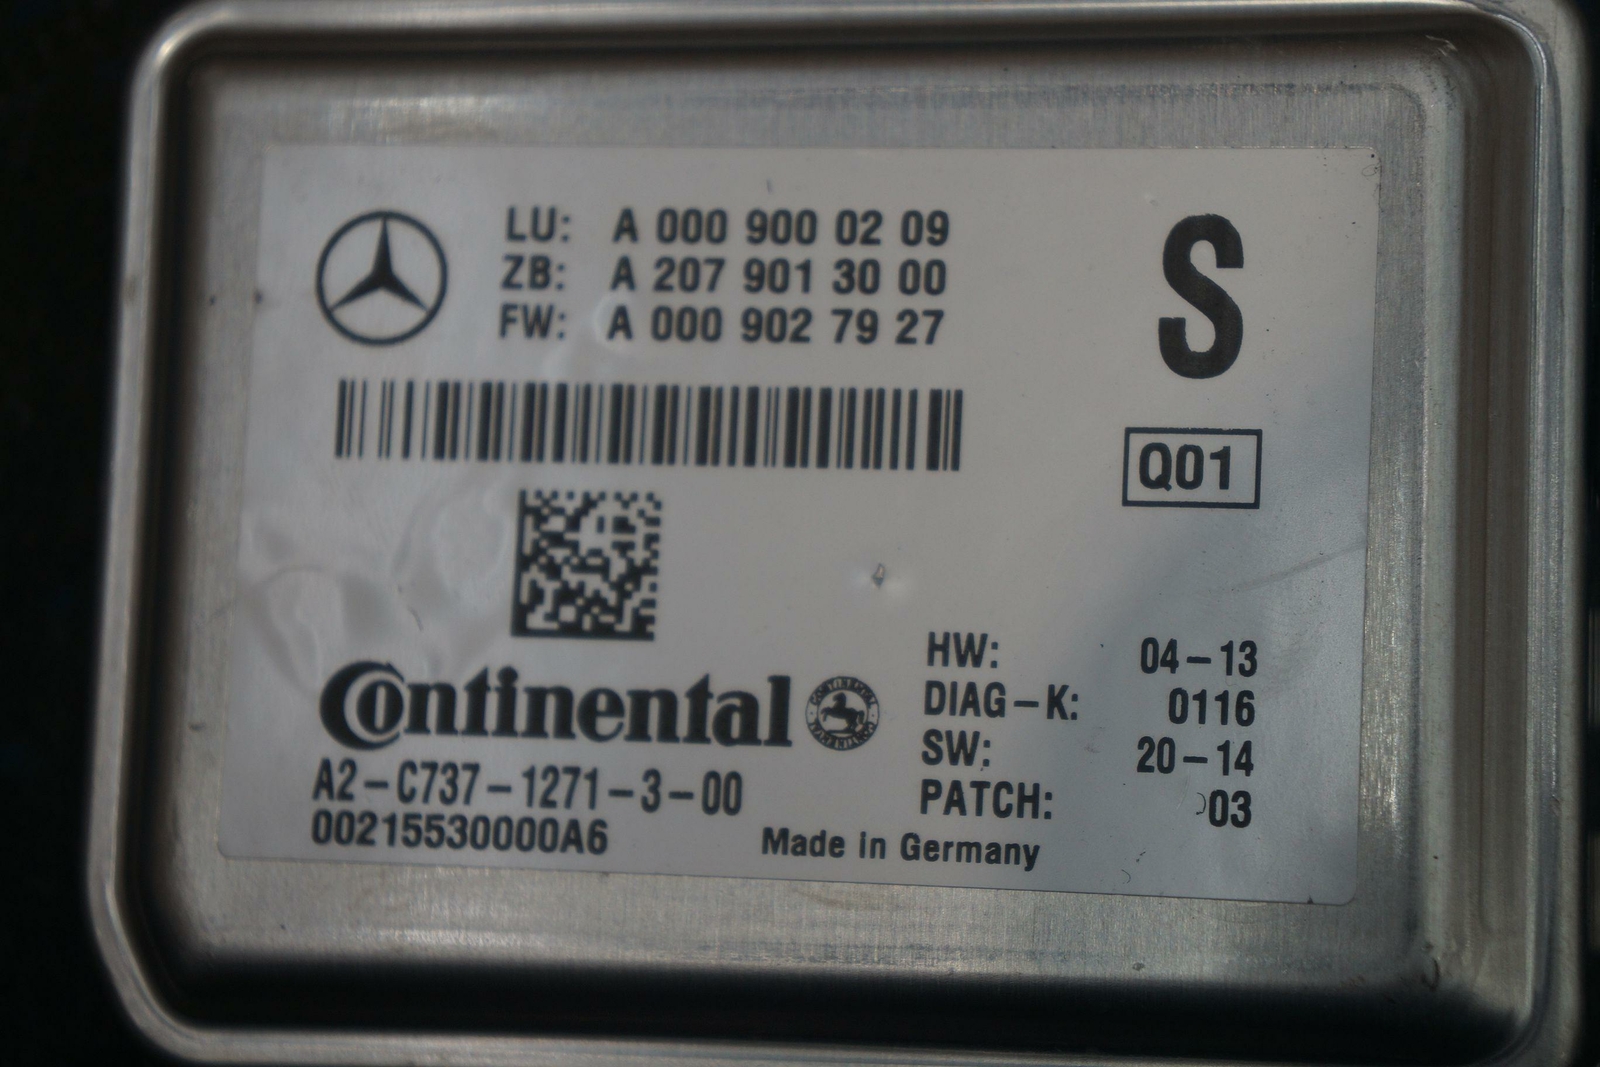 LU: A 000 900 02 09
ZB: A 207 901 30 00
FW: A 000 902 79 27
S
Q01
Continental
A2-C737-1271-3-00
00215530000A6
HW: 04-13
DIAG-K: 0116
SW: 20-14
PATCH: 03
Made in Germany